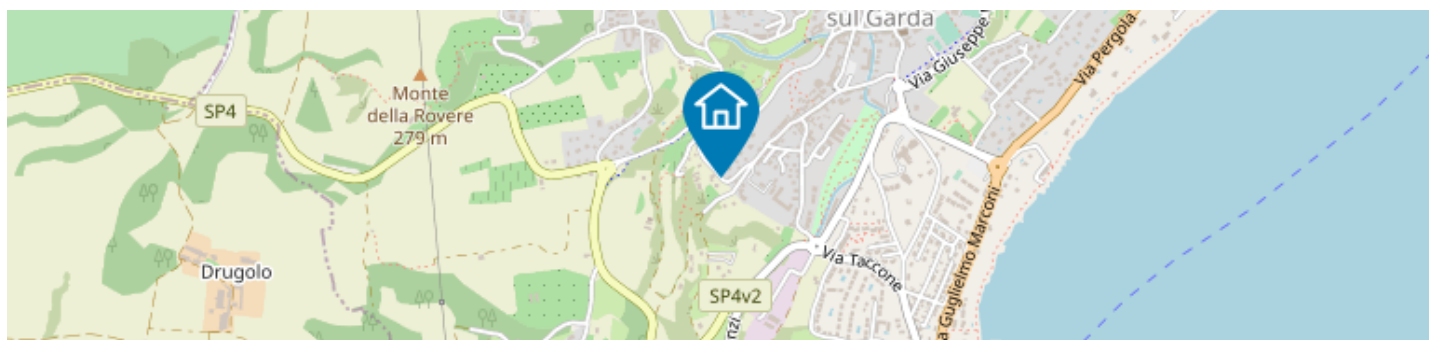 sul Garda
Via Giuseppe
Via Pergola
SP4
Monte
della Rovere
279 m
Via Guglielmo Marconi
Via Taccone
Drugolo
SP4v2